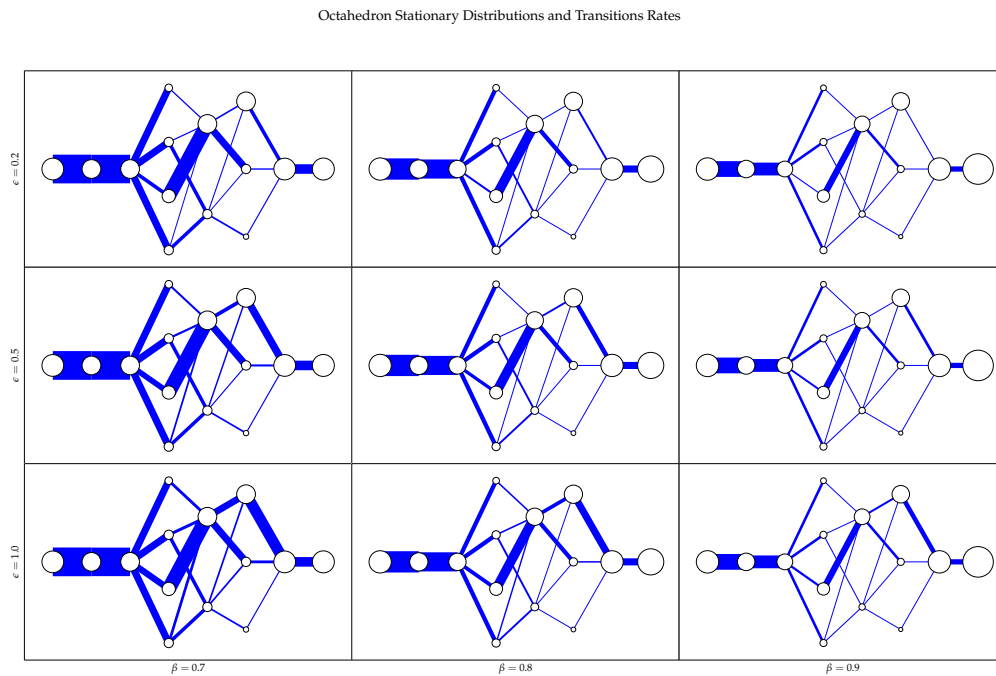 Octahedron Stationary Distributions and Transitions Rates
ϵ = 0.2
ϵ = 0.5
ϵ = 1.0
β = 0.7
β = 0.8
β = 0.9